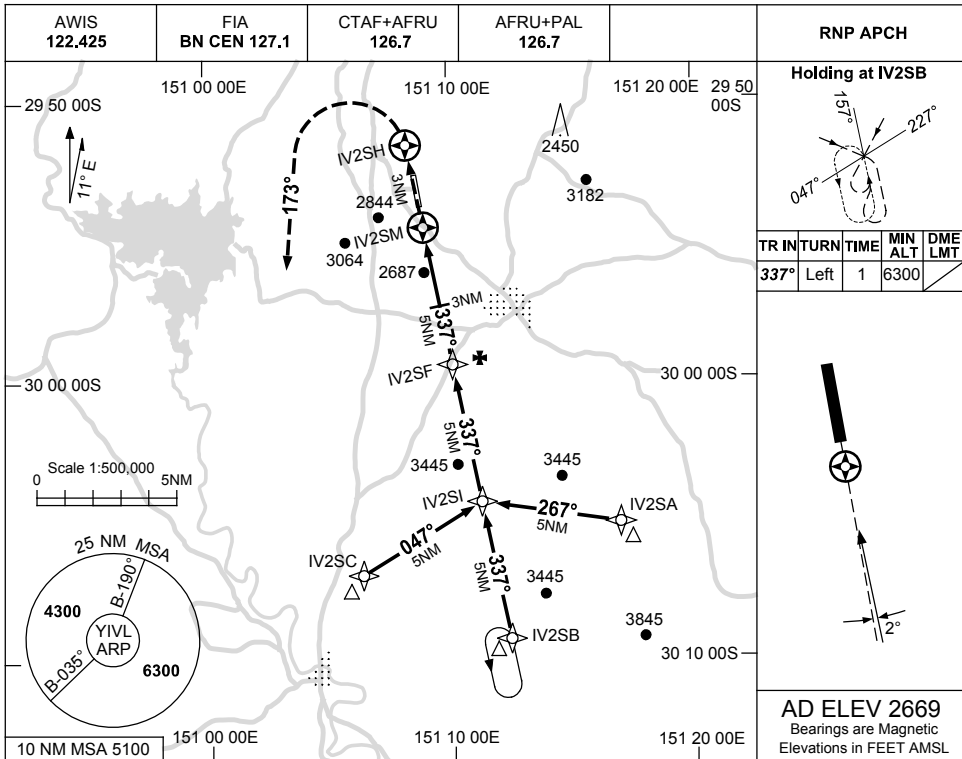 AWIS
122.425
FIA
BN CEN 127.1
CTAF+AFRU
126.7
AFRU+PAL
126.7
RNP APCH
151 00 00E
151 10 00E
151 20 00E
29 50 00S
29 50
00S
11° E
IV2SH
3NM
173°
2844
IV2SM
3064
2687
2450
3182
3NM
337°
5NM
IV2SF
30 00 00S
30 00 00S
337°
5NM
3445
3445
IV2SI
267°
5NM
IV2SA
Scale 1:500,000
0
5NM
IV2SC
047°
5NM
337°
5NM
3445
3845
IV2SB
30 10 00S
25 NM MSA
B-190°
4300
YIVL
ARP
6300
B-035°
10 NM MSA 5100
151 00 00E
151 10 00E
151 20 00E
Holding at IV2SB
157°
227°
047°
TR IN TURN TIME MIN ALT DME LMT
337° Left 1 6300
2°
AD ELEV 2669
Bearings are Magnetic
Elevations in FEET AMSL